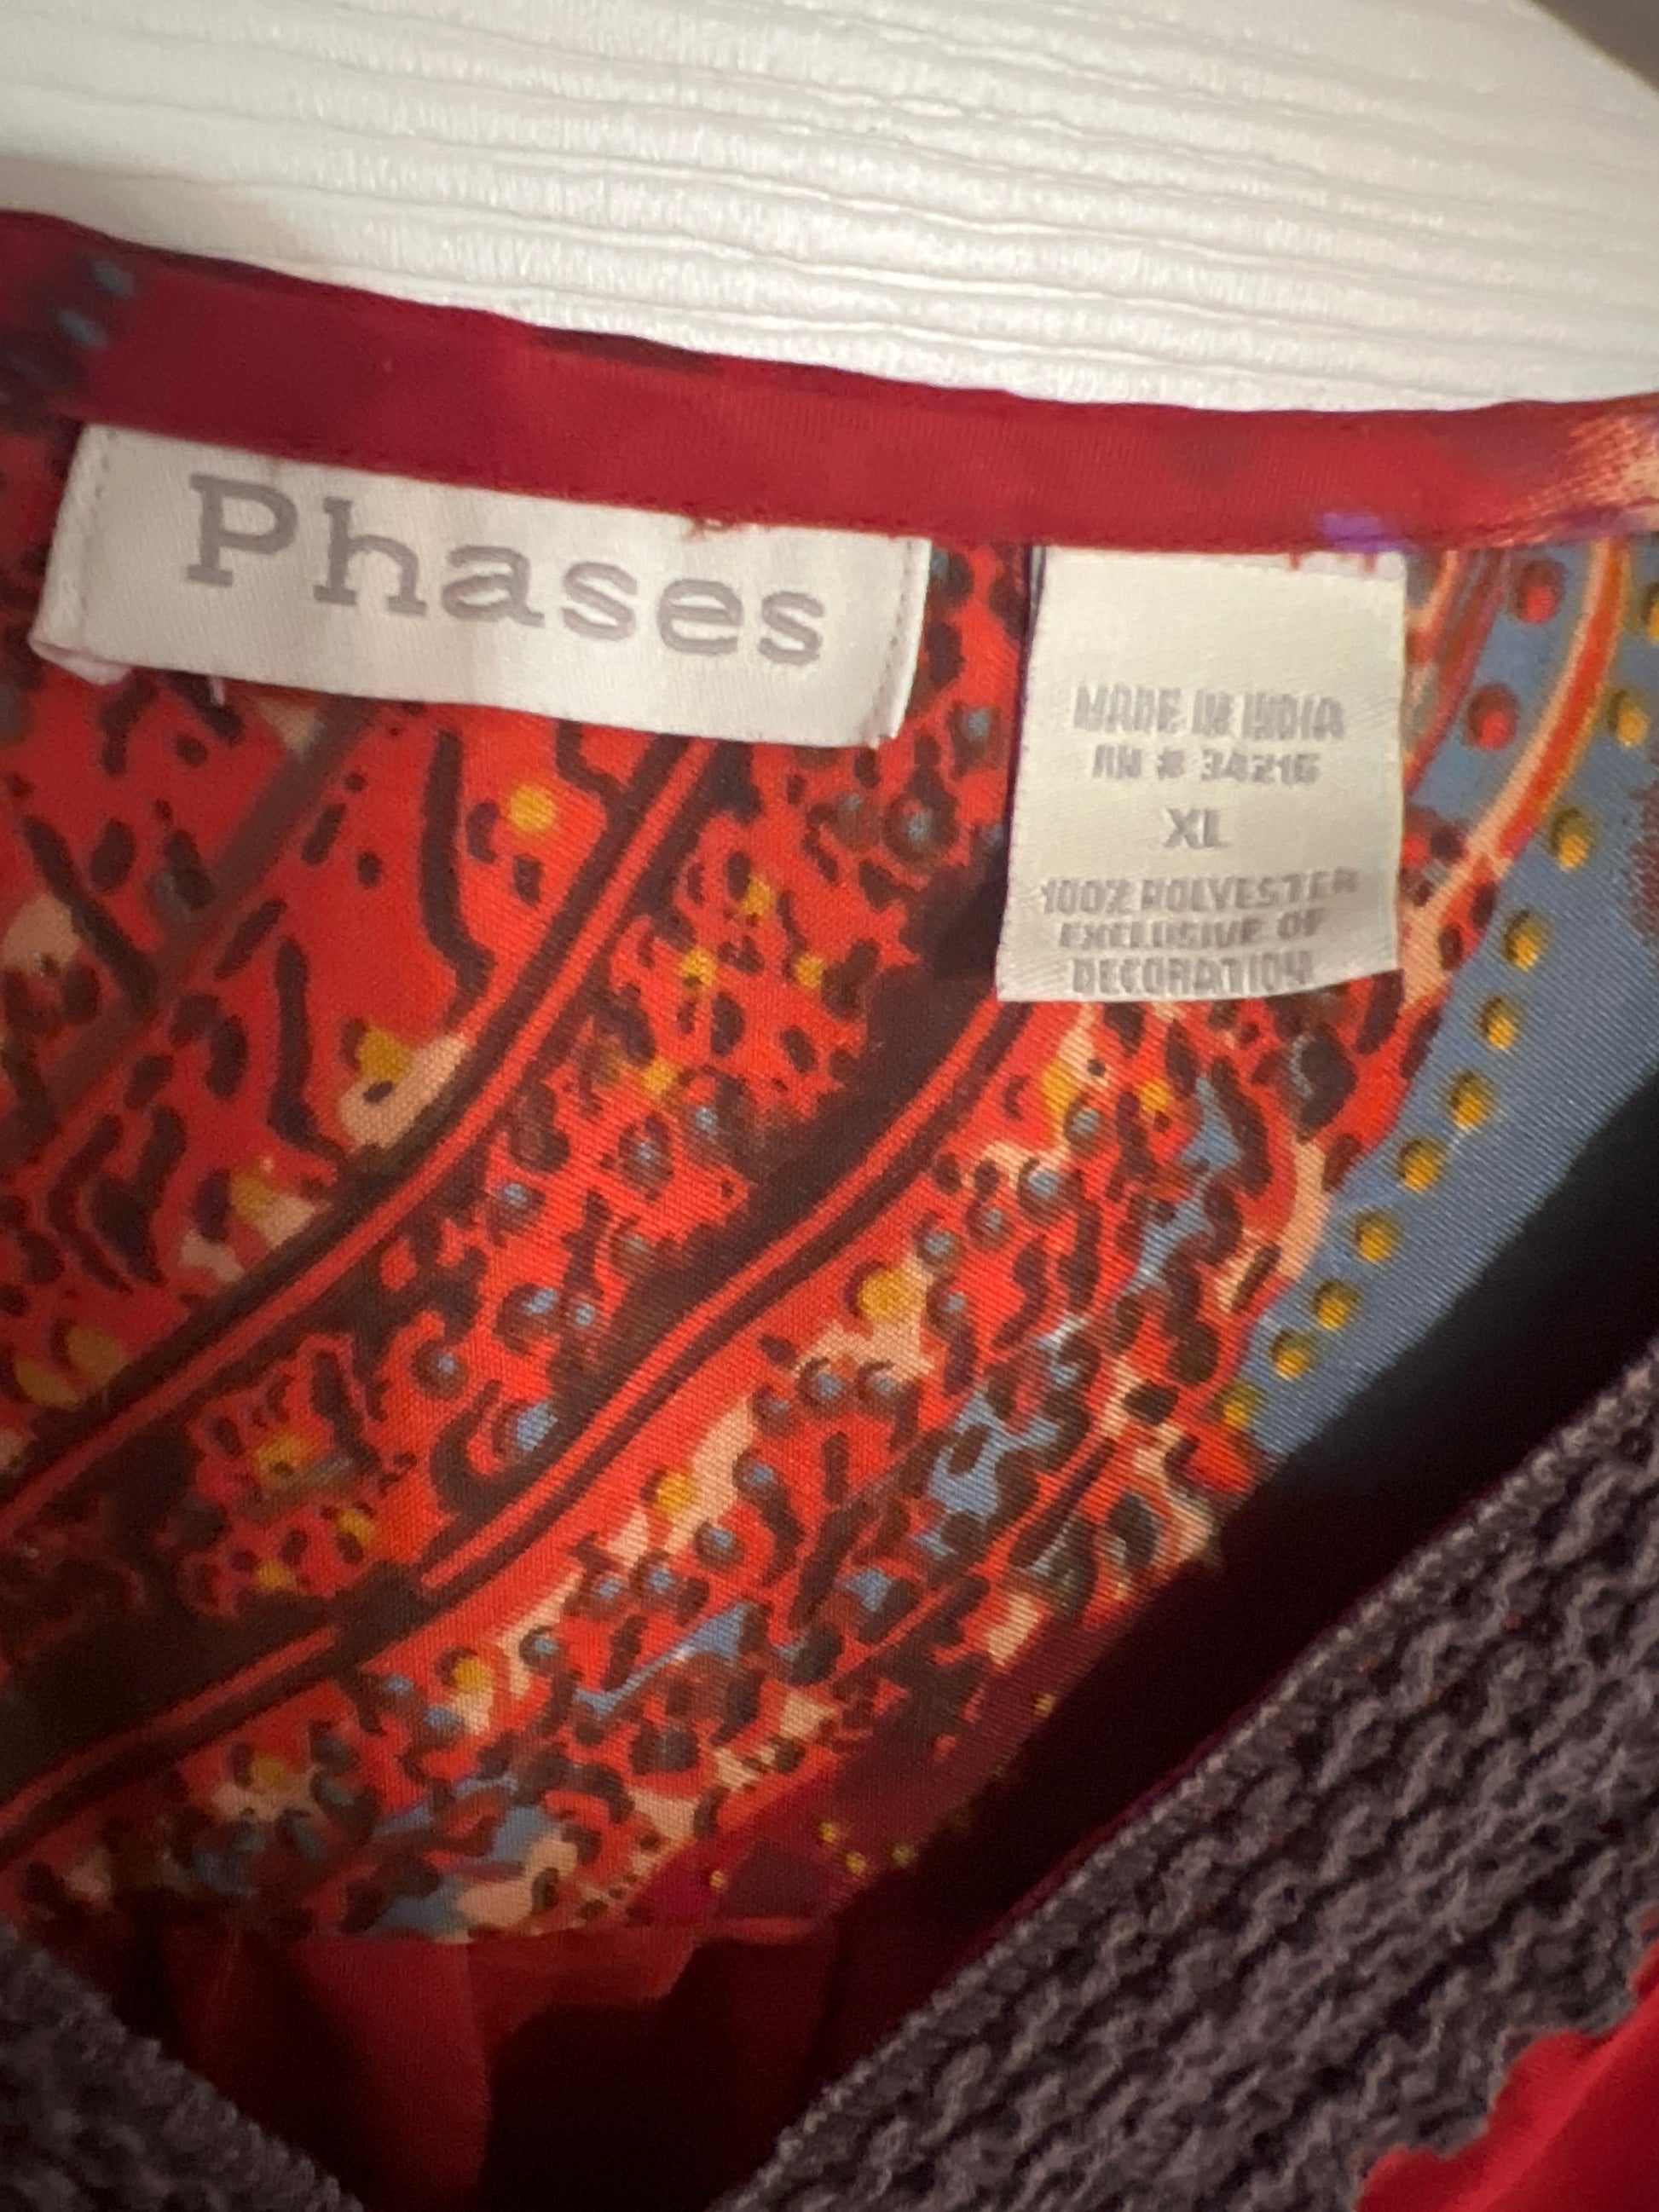 Phases
MADE IN INDIA
RN # 34216
XL
100% POLYESTER
EXCLUSIVE OF
DECORATION